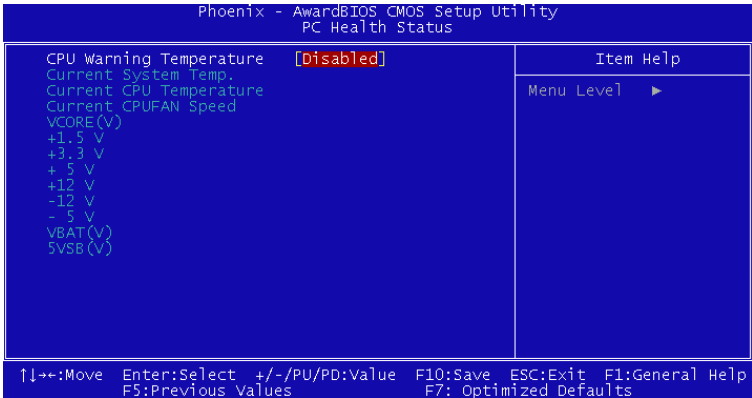 Phoenix - AwardBIOS CMOS Setup Utility
PC Health Status
CPU Warning Temperature [Disabled]
Current System Temp.
Current CPU Temperature
Current CPUFAN Speed
VCORE(V)
+1.5 V
+3.3 V
+ 5 V
+12 V
-12 V
- 5 V
VBAT(V)
5VSB(V)
Item Help
Menu Level ►
↑↓→←:Move Enter:Select +/-/PU/PD:Value F10:Save ESC:Exit F1:General Help
F5:Previous Values F7: Optimized Defaults